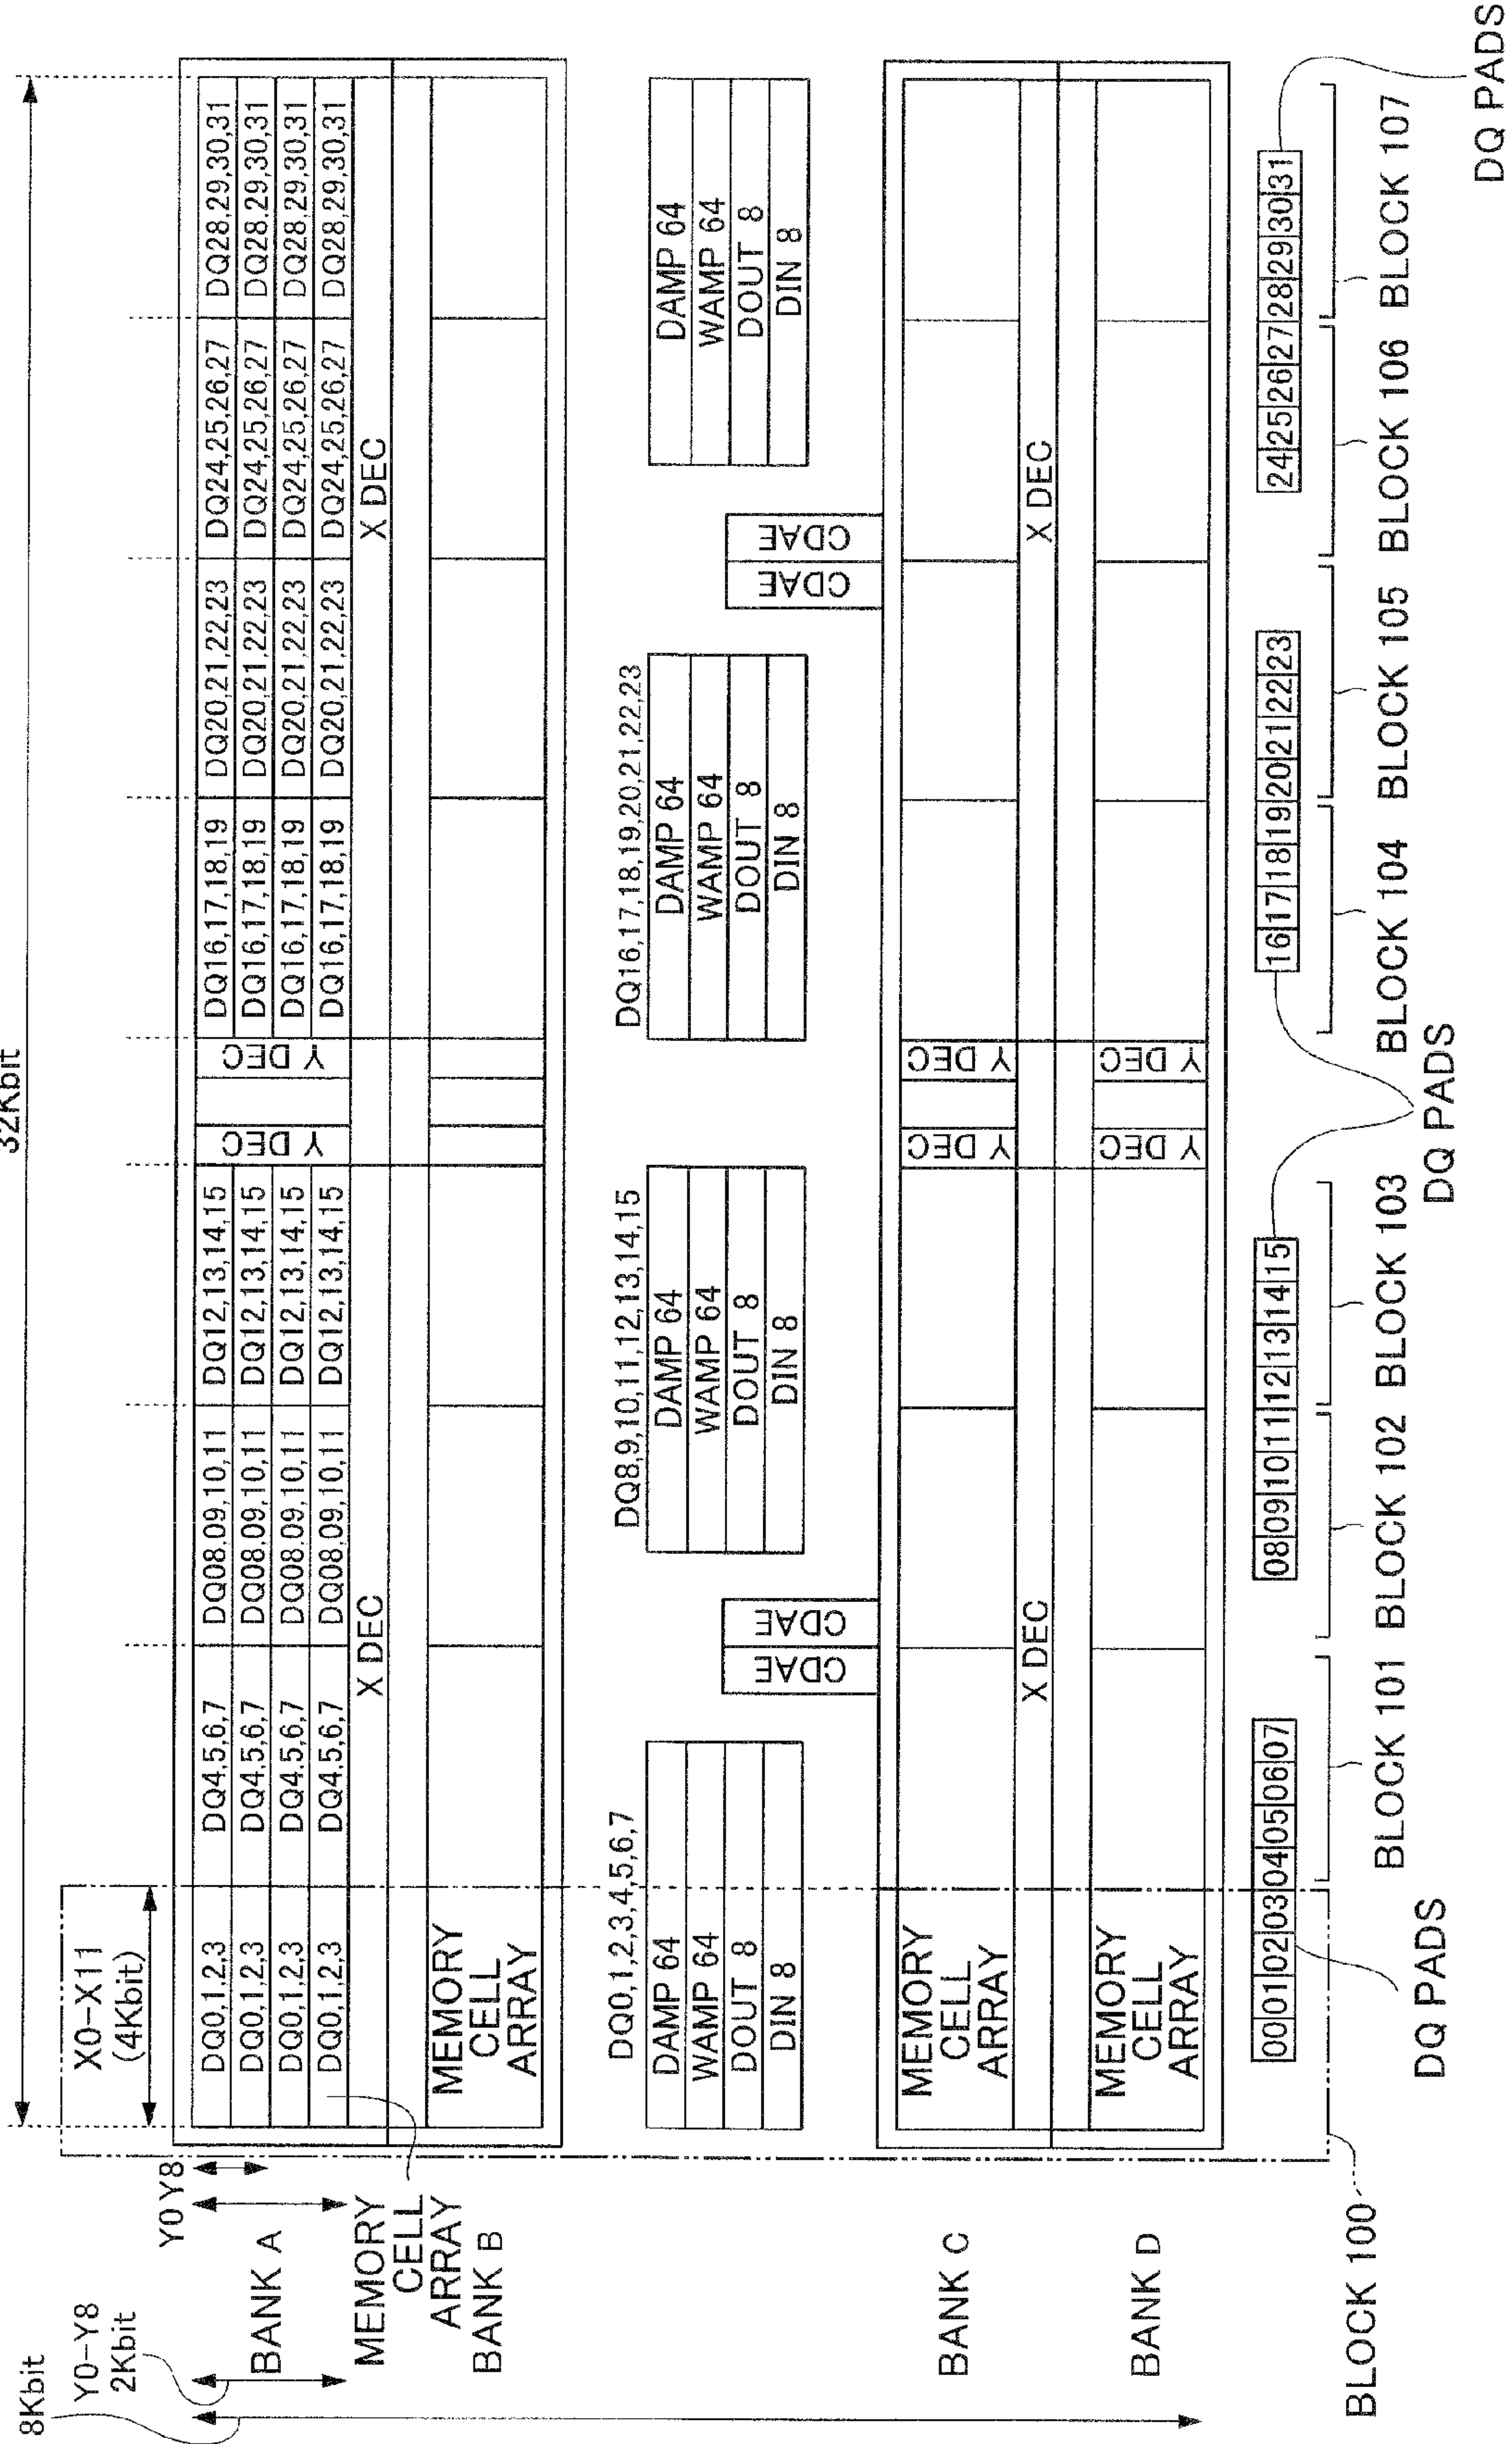 32Kbit
8Kbit
Y0-Y8
2Kbit
Y0 Y8
X0-X11
(4Kbit)
BANK A
MEMORY
CELL
ARRAY
BANK B
BANK C
BANK D
DQ0,1,2,3
DQ4,5,6,7
DQ08,09,10,11
DQ12,13,14,15
Y DEC
Y DEC
DQ16,17,18,19
DQ20,21,22,23
DQ24,25,26,27
DQ28,29,30,31
DQ0,1,2,3
DQ4,5,6,7
DQ08,09,10,11
DQ12,13,14,15
DQ16,17,18,19
DQ20,21,22,23
DQ24,25,26,27
DQ28,29,30,31
DQ0,1,2,3
DQ4,5,6,7
DQ08,09,10,11
DQ12,13,14,15
DQ16,17,18,19
DQ20,21,22,23
DQ24,25,26,27
DQ28,29,30,31
DQ0,1,2,3
DQ4,5,6,7
DQ08,09,10,11
DQ12,13,14,15
DQ16,17,18,19
DQ20,21,22,23
DQ24,25,26,27
DQ28,29,30,31
X DEC
X DEC
MEMORY
CELL
ARRAY
DQ0,1,2,3,4,5,6,7
DAMP 64
WAMP 64
DOUT 8
DIN 8
CDAE
CDAE
DQ8,9,10,11,12,13,14,15
DAMP 64
WAMP 64
DOUT 8
DIN 8
DQ16,17,18,19,20,21,22,23
DAMP 64
WAMP 64
DOUT 8
DIN 8
CDAE
CDAE
DAMP 64
WAMP 64
DOUT 8
DIN 8
MEMORY
CELL
ARRAY
Y DEC
Y DEC
X DEC
X DEC
MEMORY
CELL
ARRAY
Y DEC
Y DEC
00 01 02 03 04 05 06 07
08 09 10 11 12 13 14 15
16 17 18 19 20 21 22 23
24 25 26 27 28 29 30 31
BLOCK 100
BLOCK 101
BLOCK 102
BLOCK 103
BLOCK 104
BLOCK 105
BLOCK 106
BLOCK 107
DQ PADS
DQ PADS
DQ PADS